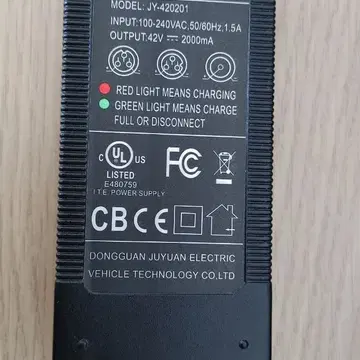 MODEL: JY-420201
INPUT:100-240VAC,50/60Hz,1.5A
OUTPUT:42V ⎓ 2000mA
RED LIGHT MEANS CHARGING
GREEN LIGHT MEANS CHARGE
FULL OR DISCONNECT
C UL US
LISTED
E480759
I.T.E. POWER SUPPLY
FC
CB CE
DONGGUAN JUYUAN ELECTRIC
VEHICLE TECHNOLOGY CO.LTD